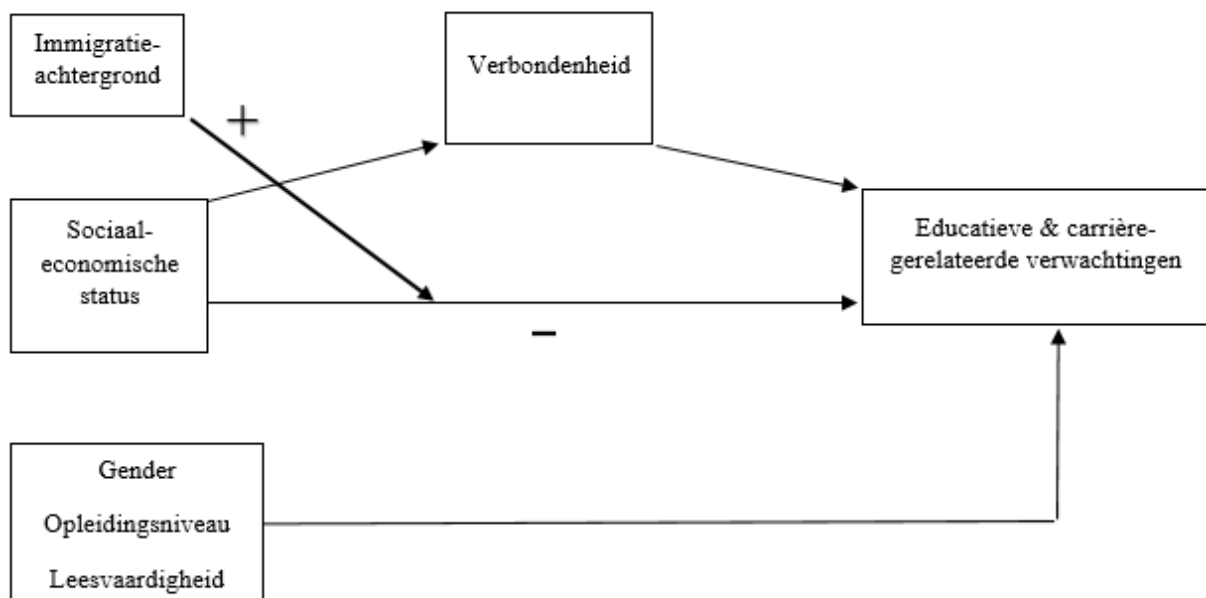 Immigratie-
achtergrond
Verbondenheid
+
Sociaal-
economische
status
Educatieve & carrière-
gerelateerde verwachtingen
–
Gender
Opleidingsniveau
Leesvaardigheid